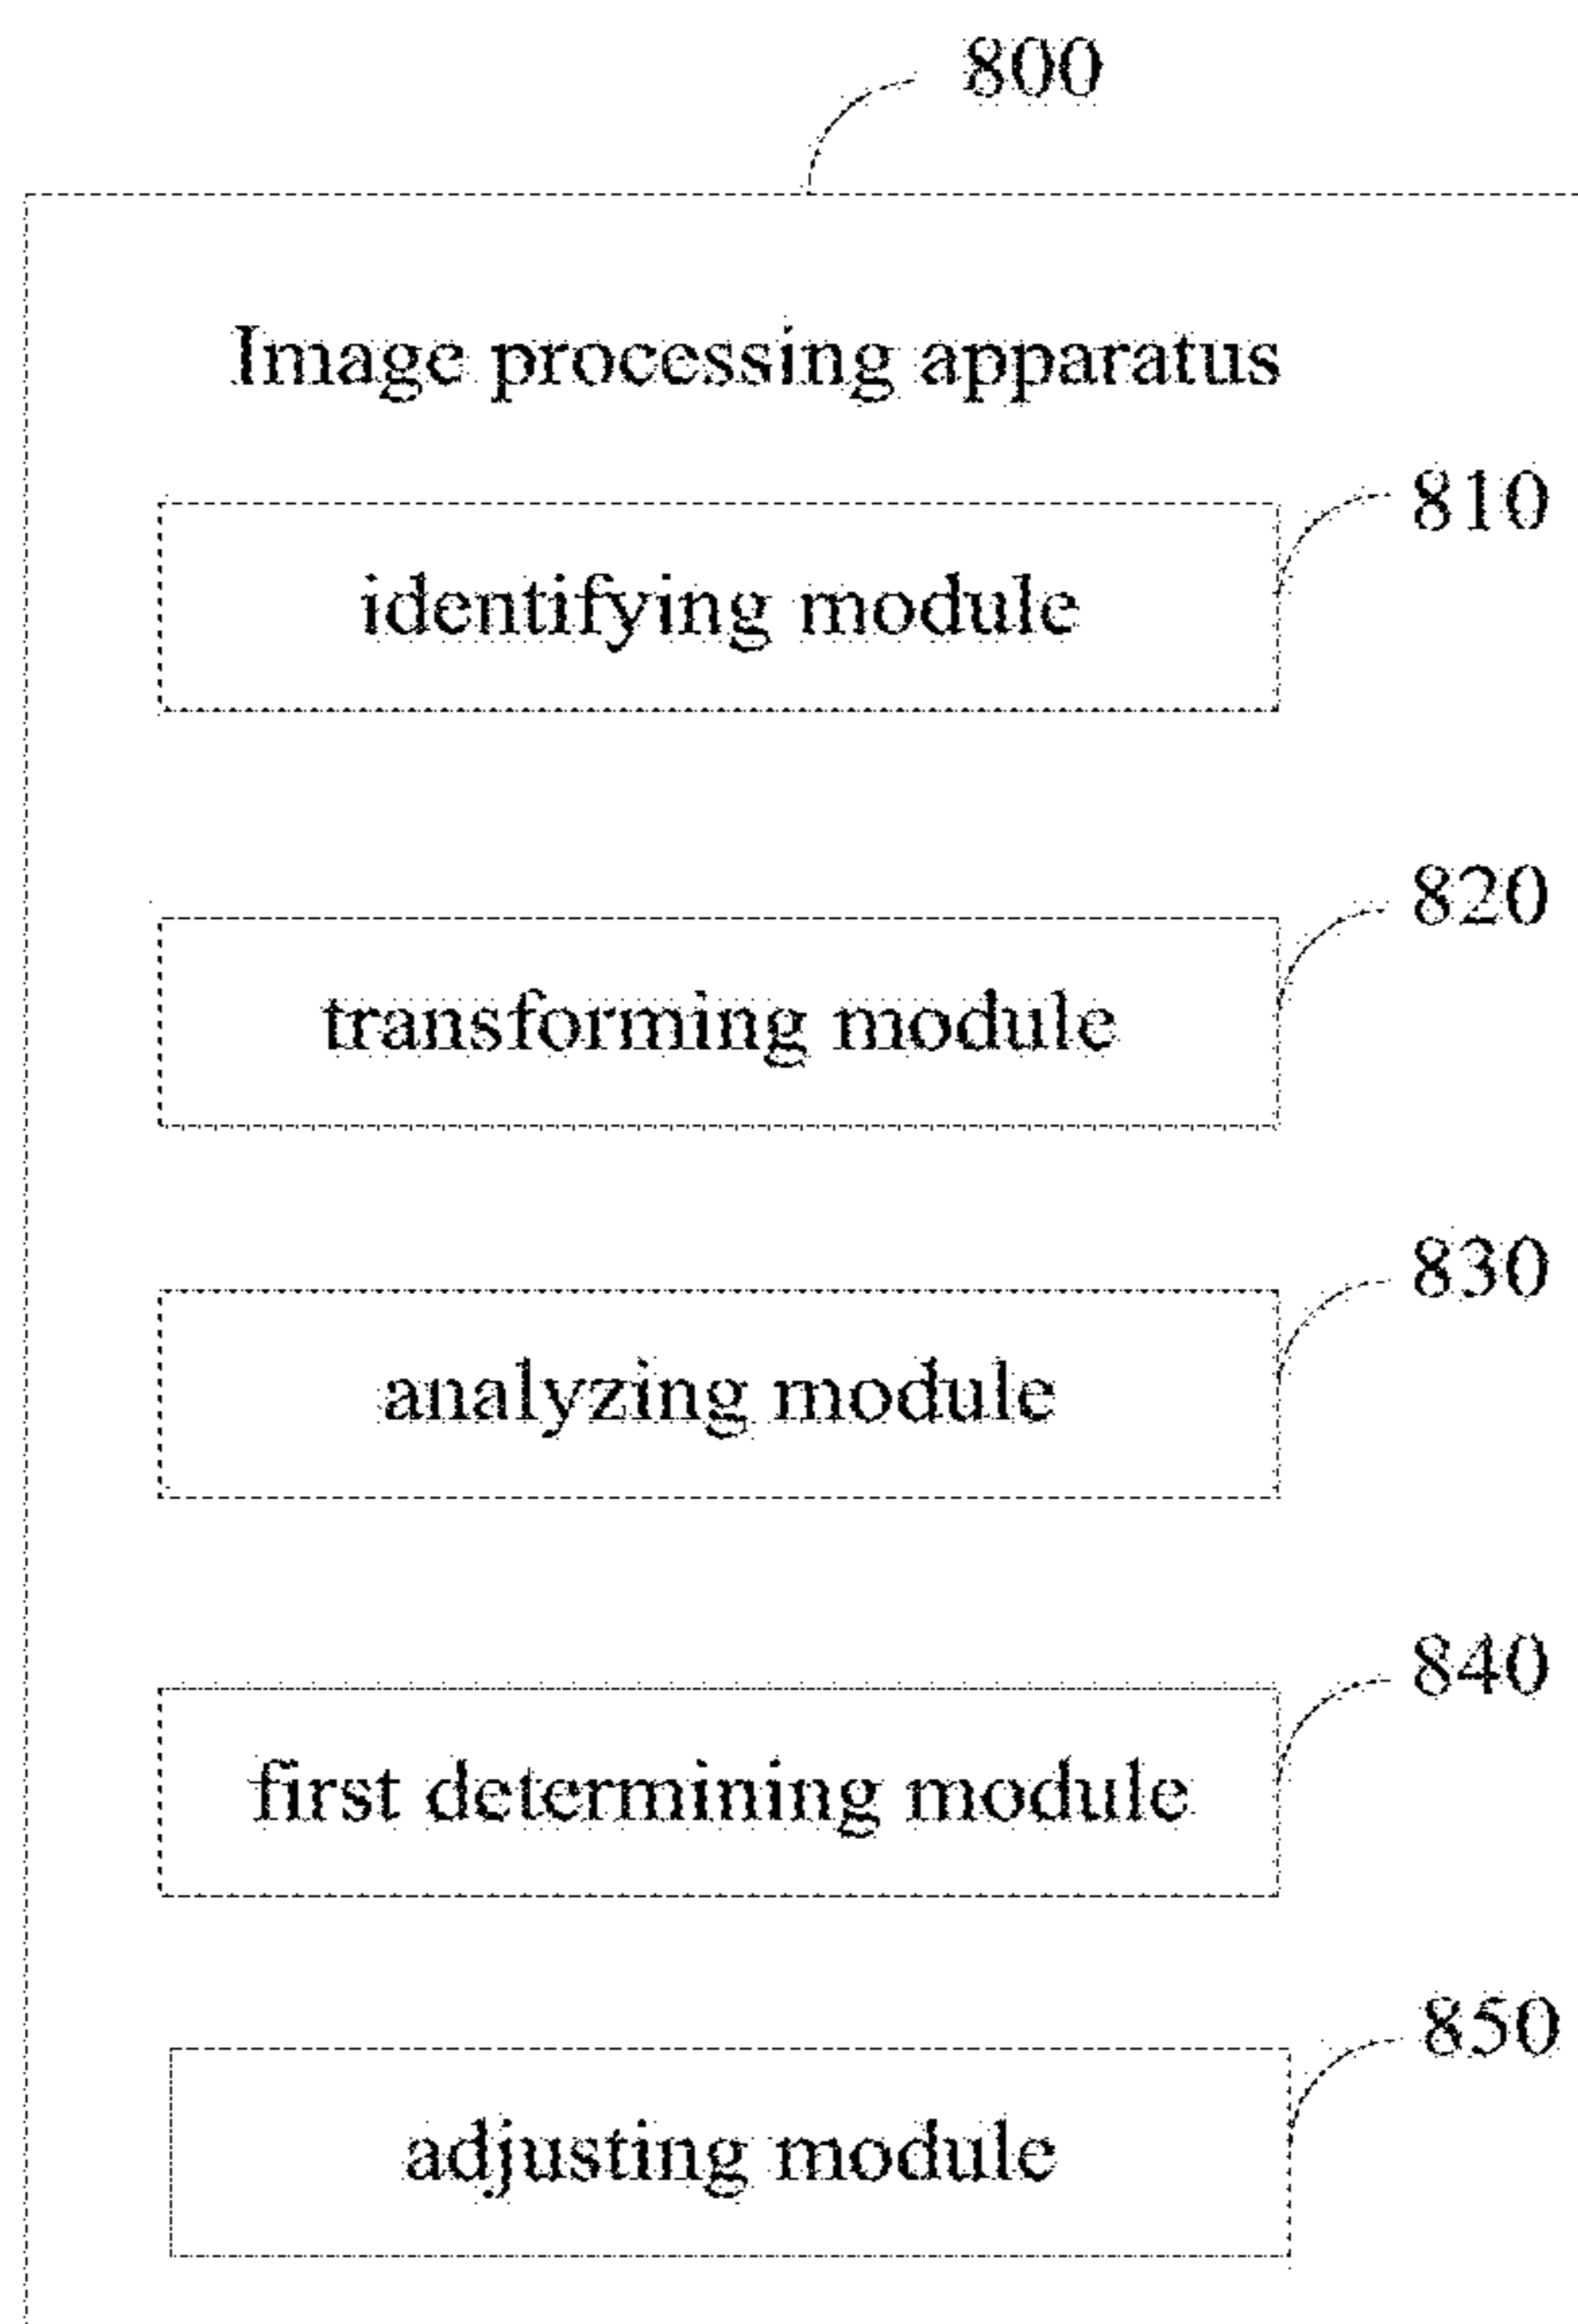 800
Image processing apparatus
810
identifying module
820
transforming module
830
analyzing module
840
first determining module
850
adjusting module